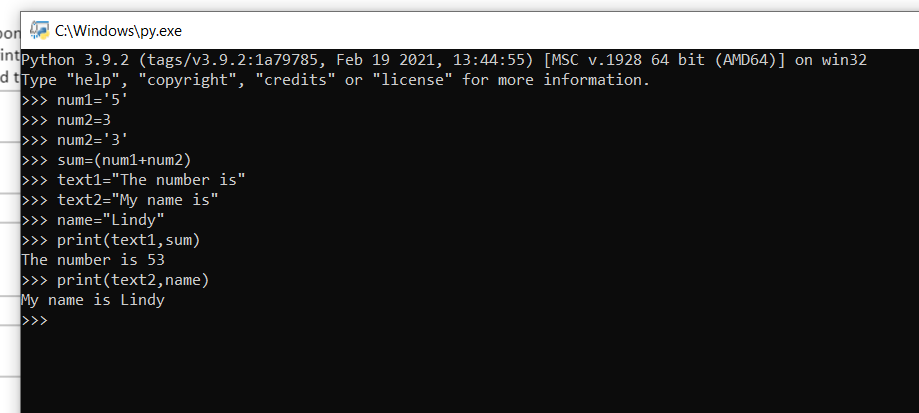 C:\Windows\py.exe
Python 3.9.2 (tags/v3.9.2:1a79785, Feb 19 2021, 13:44:55) [MSC v.1928 64 bit (AMD64)] on win32
Type "help", "copyright", "credits" or "license" for more information.
>>> num1='5'
>>> num2=3
>>> num2='3'
>>> sum=(num1+num2)
>>> text1="The number is"
>>> text2="My name is"
>>> name="Lindy"
>>> print(text1,sum)
The number is 53
>>> print(text2,name)
My name is Lindy
>>>